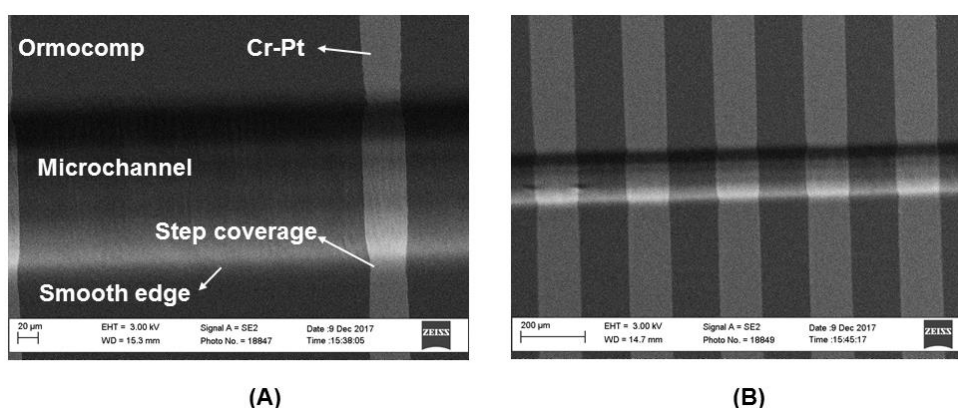 Ormocomp
Cr-Pt
Microchannel
Step coverage
Smooth edge
20 µm
EHT = 3.00 kV
Signal A = SE2
Date :9 Dec 2017
WD = 15.3 mm
Photo No. = 18847
Time :15:38:05
ZEISS
200 µm
EHT = 3.00 kV
Signal A = SE2
Date :9 Dec 2017
WD = 14.7 mm
Photo No. = 18849
Time :15:45:17
ZEISS
(A)
(B)